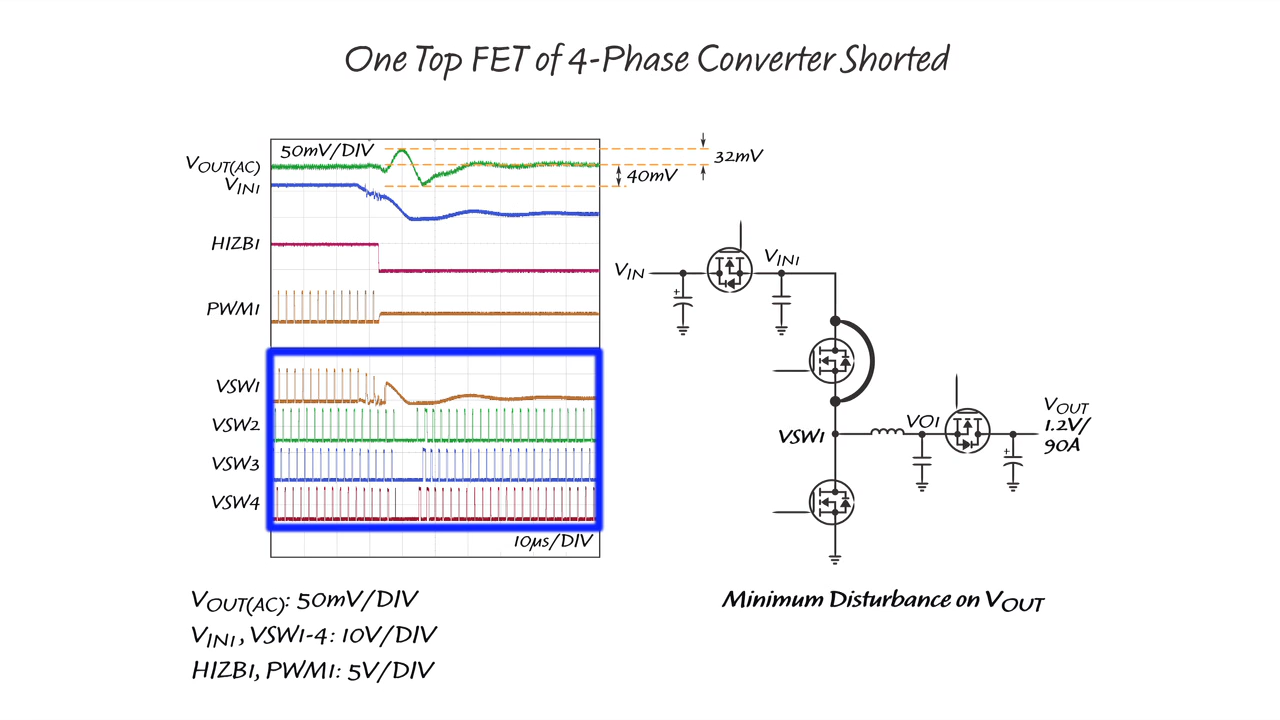 One Top FET of 4-Phase Converter Shorted
50mV/DIV
32mV
VOUT(AC)
40mV
VIN1
HIZB1
VIN
VIN1
PWM1
VSW1
VSW2
VSW3
VSW4
10µs/DIV
VSW1
VO1
VOUT
1.2V/
90A
+
+
VOUT(AC): 50mV/DIV
VIN1, VSW1-4: 10V/DIV
HIZB1, PWM1: 5V/DIV
Minimum Disturbance on VOUT